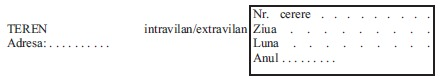 Nr. cerere . . . . . . . . .
TEREN intravilan/extravilan Ziua . . . . . . . . .
Adresa: . . . . . . . . . . Luna . . . . . . . . .
Anul . . . . . . . . .